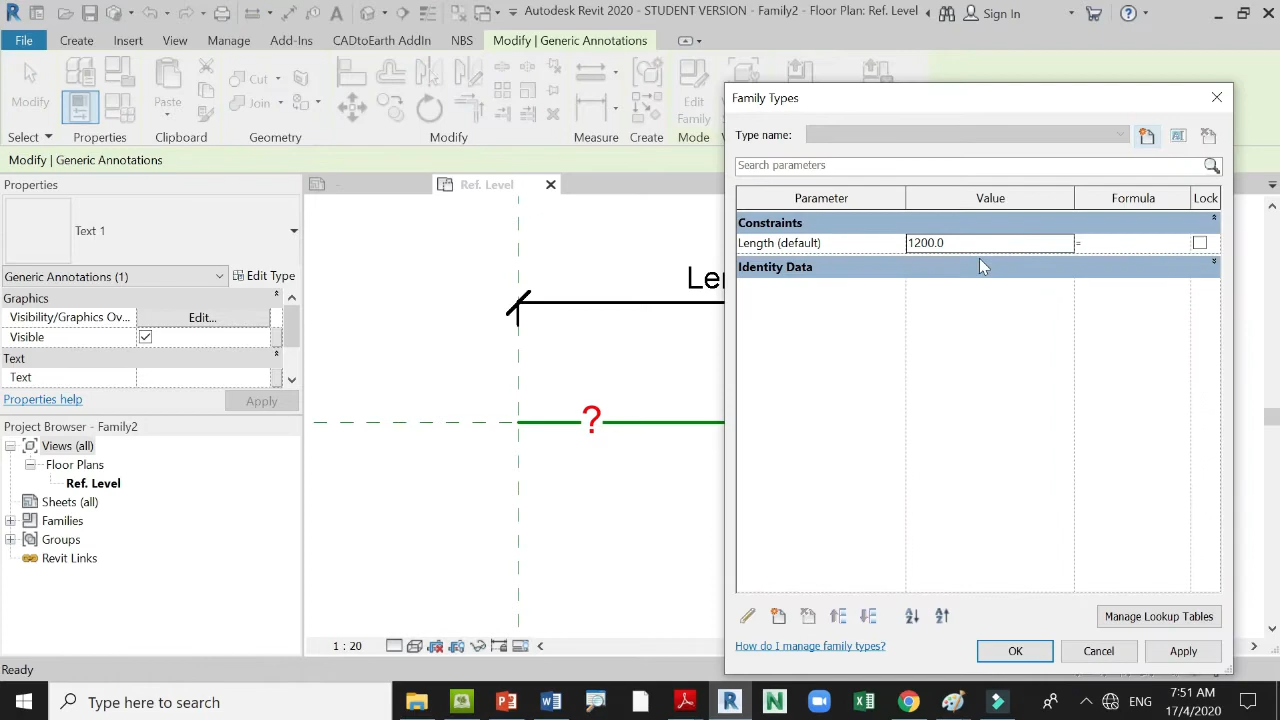 Autodesk Revit 2020 - STUDENT VERSION - Family2 - Floor Plan: Ref. Level
Sign In
File Create Insert View Manage Add-Ins CADtoEarth AddIn NBS Modify | Generic Annotations
Modify
Paste
Cut
Join
Edit
Family
Select Properties Clipboard Geometry Modify Measure Create Mode
Modify | Generic Annotations
Properties
Text 1
Generic Annotations (1)
Edit Type
Graphics
Visibility/Graphics Ov... Edit...
Visible
Text
Text
Properties help
Apply
Project Browser - Family2
Views (all)
Floor Plans
Ref. Level
Sheets (all)
Families
Groups
Revit Links
Ref. Level
Len
?
1 : 20
Family Types
Type name:
Search parameters
Parameter Value Formula Lock
Constraints
Length (default) 1200.0 =
Identity Data
Manage Lookup Tables
How do I manage family types?
OK Cancel Apply
Ready
Type here to search
ENG
7:51 AM
17/4/2020